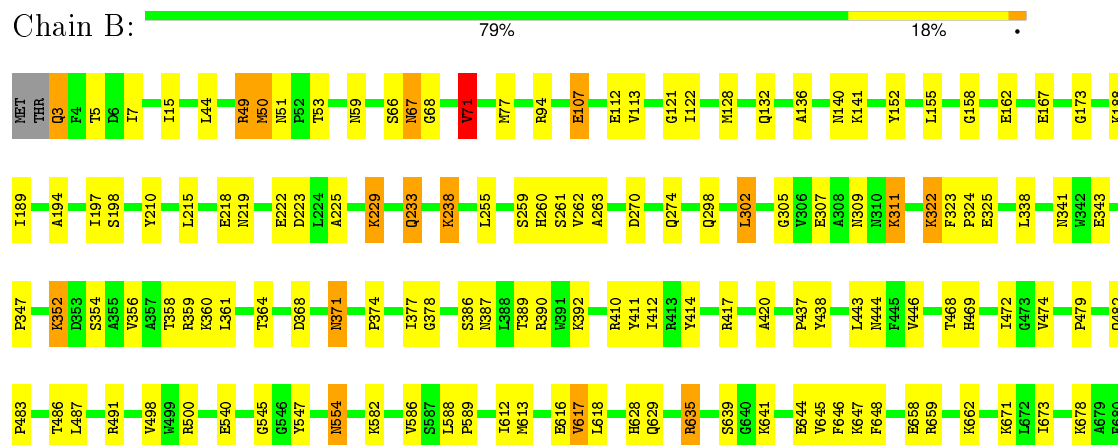 Chain B:
79% 18% •
MET THR Q3 F4 T5 D6 I7 I15 L44 R49 M50 N51 P52 T53 N59 S66 N67 G68 V71 M77 R94 E107 E112 V113 G121 I122 M128 Q132 A136 N140 K141 Y152 L155 G158 E162 E167 G173 K188
I189 A194 I197 S198 Y210 L215 E218 N219 E222 D223 L224 A225 K229 Q233 K238 L255 S259 H260 S261 V262 A263 D270 Q274 Q298 L302 G305 V306 E307 A308 N309 N310 K311 K322 F323 P324 E325 L338 N341 W342 E343
P347 K352 D353 S354 A355 V356 A357 T358 R359 K360 L361 T364 D368 N371 P374 I377 G378 S386 N387 L388 T389 R390 W391 K392 R410 Y411 I412 R413 Y414 R417 A420 P437 Y438 L443 N444 F445 V446 T468 H469 I472 G473 V474 P479 Q482
P483 T486 L487 R491 V498 W499 R500 E540 G545 G546 Y547 N554 K582 V586 S587 L588 P589 I612 M613 E616 V617 L618 H628 Q629 R635 S639 G640 K641 E644 V645 F646 K647 F648 E658 R659 K662 K671 L672 I673 K678 A679